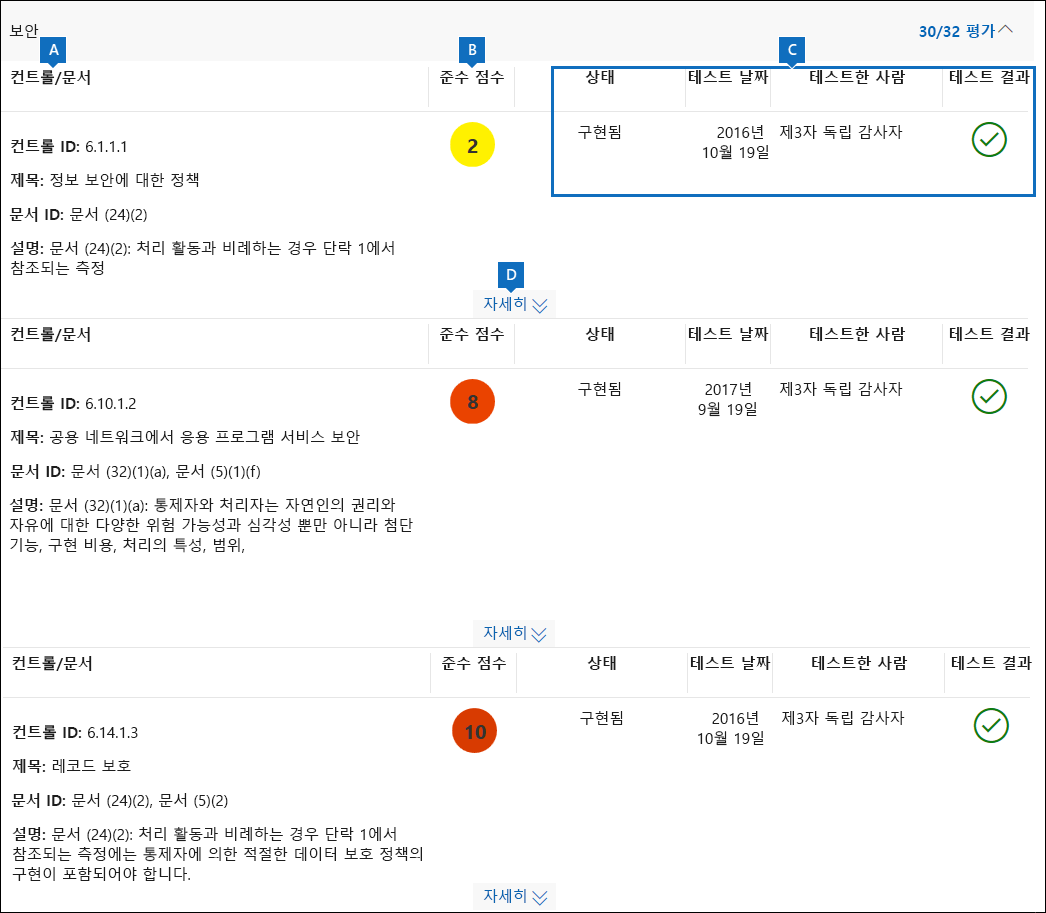 보안
30/32 평가
A
B
C
컨트롤/문서 준수 점수 상태 테스트 날짜 테스트한 사람 테스트 결과
컨트롤 ID: 6.1.1.1
2
구현됨
2016년
10월 19일
제3자 독립 감사자
제목: 정보 보안에 대한 정책
문서 ID: 문서 (24)(2)
설명: 문서 (24)(2): 처리 활동과 비례하는 경우 단락 1에서
참조되는 측정
D
자세히
컨트롤/문서 준수 점수 상태 테스트 날짜 테스트한 사람 테스트 결과
컨트롤 ID: 6.10.1.2
8
구현됨
2017년
9월 19일
제3자 독립 감사자
제목: 공용 네트워크에서 응용 프로그램 서비스 보안
문서 ID: 문서 (32)(1)(a), 문서 (5)(1)(f)
설명: 문서 (32)(1)(a): 통제자와 처리자는 자연인의 권리와
자유에 대한 다양한 위험 가능성과 심각성 뿐만 아니라 첨단
기능, 구현 비용, 처리의 특성, 범위,
자세히
컨트롤/문서 준수 점수 상태 테스트 날짜 테스트한 사람 테스트 결과
컨트롤 ID: 6.14.1.3
10
구현됨
2016년
10월 19일
제3자 독립 감사자
제목: 레코드 보호
문서 ID: 문서 (24)(2), 문서 (5)(2)
설명: 문서 (24)(2): 처리 활동과 비례하는 경우 단락 1에서
참조되는 측정에는 통제자에 의한 적절한 데이터 보호 정책의
구현이 포함되어야 합니다.
자세히